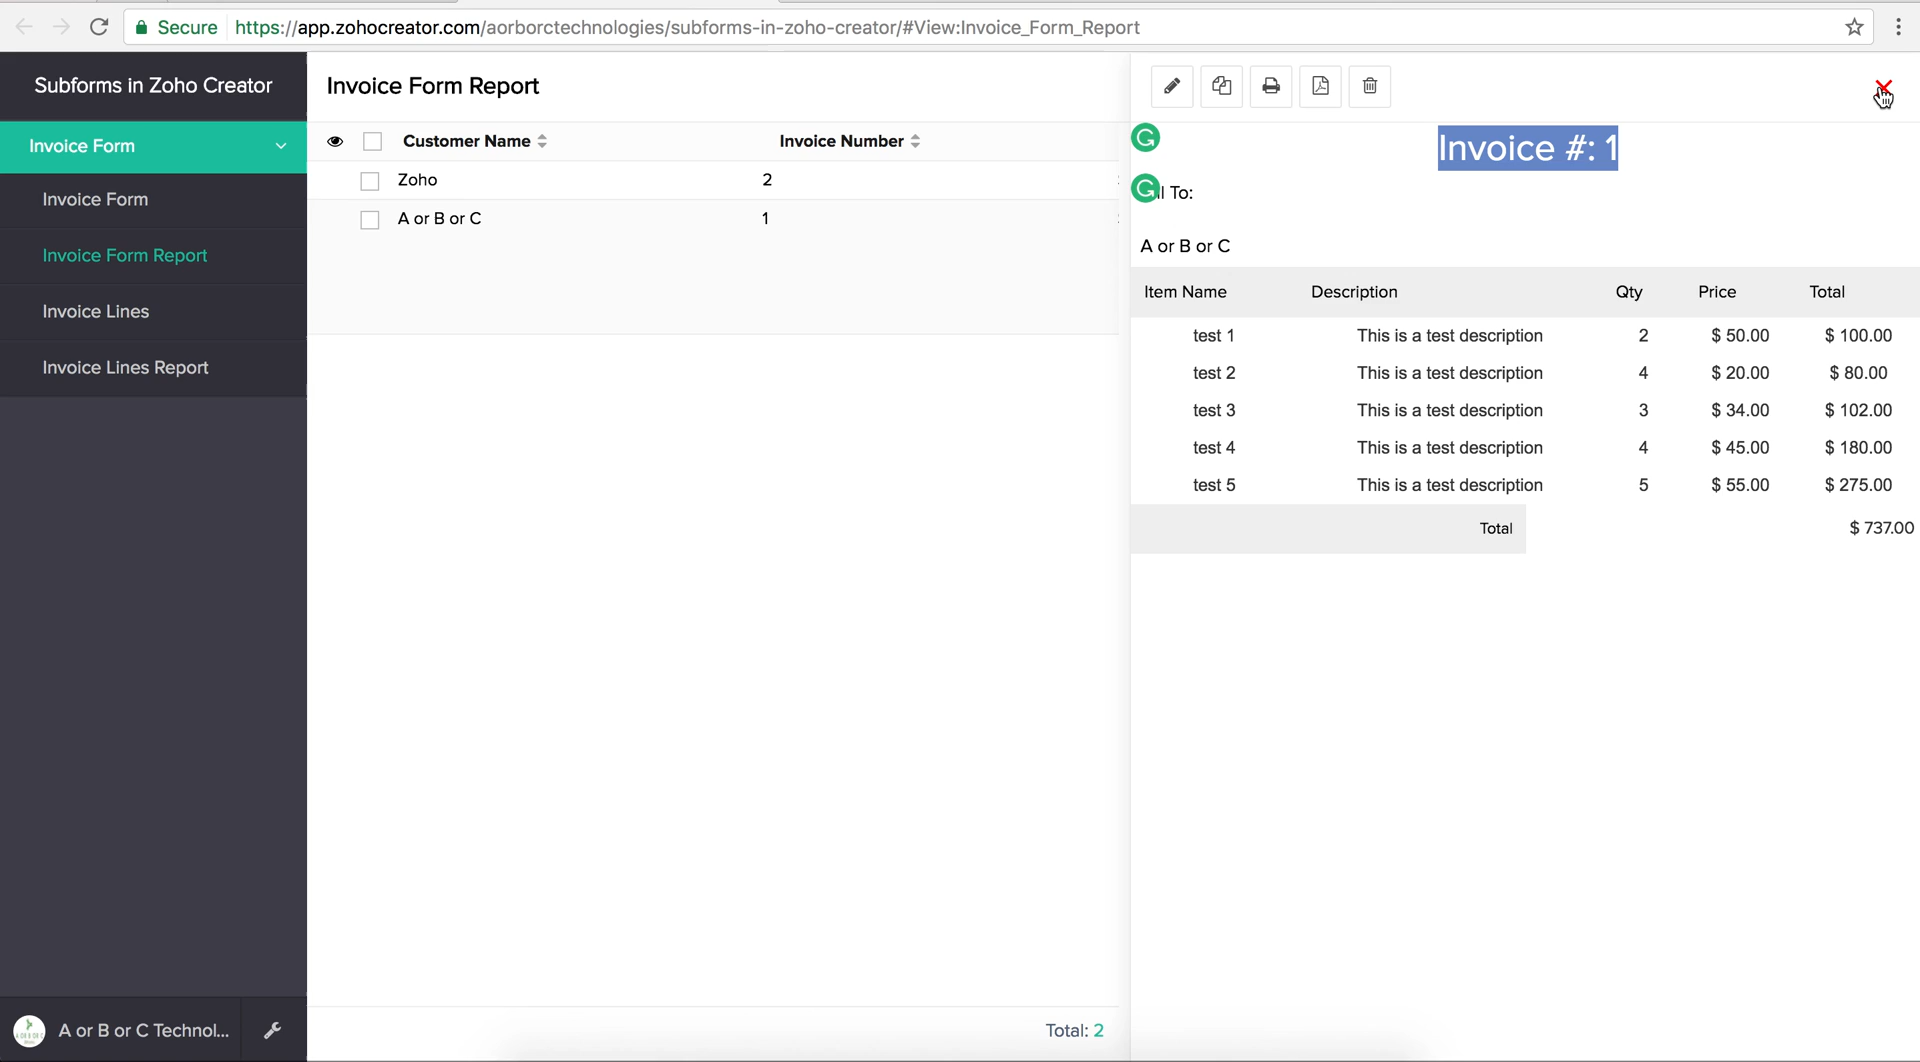 Secure https://app.zohocreator.com/aorborctechnologies/subforms-in-zoho-creator/#View:Invoice_Form_Report
Subforms in Zoho Creator
Invoice Form
Invoice Form
Invoice Form Report
Invoice Lines
Invoice Lines Report
A or B or C Technol...
Invoice Form Report
Customer Name Invoice Number
Zoho 2
A or B or C 1
Total: 2
Invoice #: 1
To:
A or B or C
Item Name Description Qty Price Total
test 1 This is a test description 2 $ 50.00 $ 100.00
test 2 This is a test description 4 $ 20.00 $ 80.00
test 3 This is a test description 3 $ 34.00 $ 102.00
test 4 This is a test description 4 $ 45.00 $ 180.00
test 5 This is a test description 5 $ 55.00 $ 275.00
Total $ 737.00